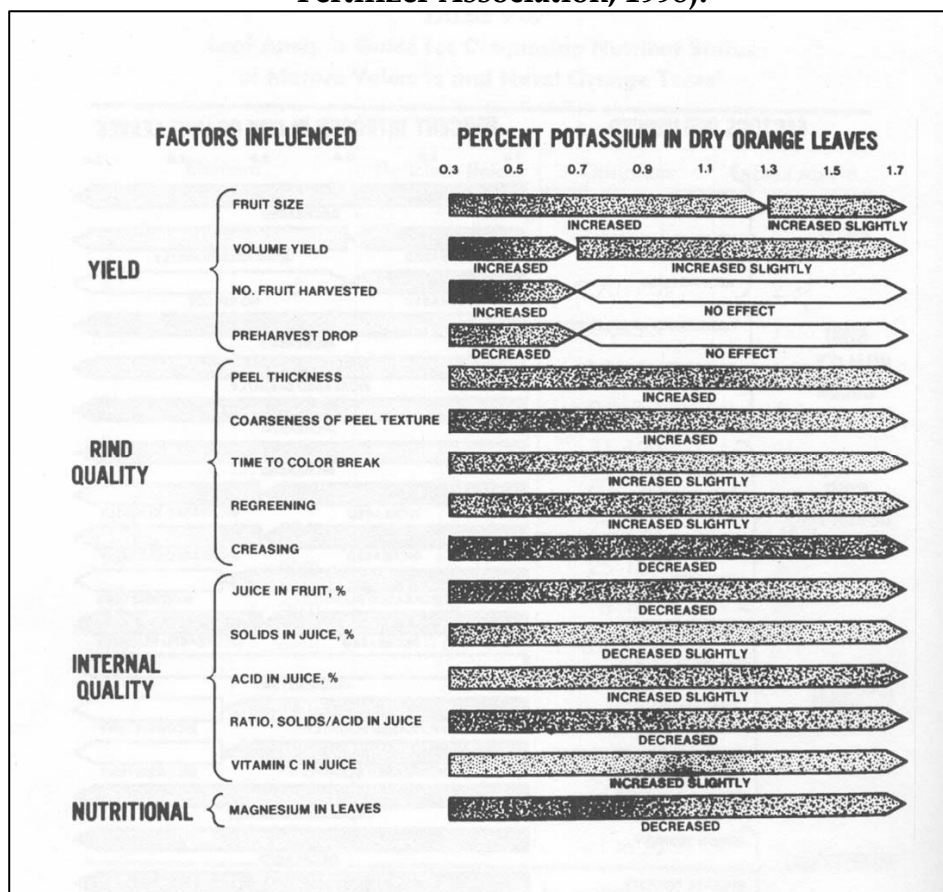 Fertilizer Association,
FACTORS INFLUENCED PERCENT POTASSIUM IN DRY ORANGE LEAVES
0.3 0.5 0.7 0.9 1.1 1.3 1.5 1.7
YIELD
FRUIT SIZE
INCREASED INCREASED SLIGHTLY
VOLUME YIELD
INCREASED INCREASED SLIGHTLY
NO. FRUIT HARVESTED
INCREASED NO EFFECT
PREHARVEST DROP
DECREASED NO EFFECT
RIND
QUALITY
PEEL THICKNESS
INCREASED
COARSENESS OF PEEL TEXTURE
INCREASED
TIME TO COLOR BREAK
INCREASED SLIGHTLY
REGREENING
INCREASED SLIGHTLY
CREASING
DECREASED
INTERNAL
QUALITY
JUICE IN FRUIT, %
DECREASED
SOLIDS IN JUICE, %
DECREASED SLIGHTLY
ACID IN JUICE, %
INCREASED SLIGHTLY
RATIO, SOLIDS/ACID IN JUICE
DECREASED
VITAMIN C IN JUICE
INCREASED SLIGHTLY
NUTRITIONAL
MAGNESIUM IN LEAVES
DECREASED